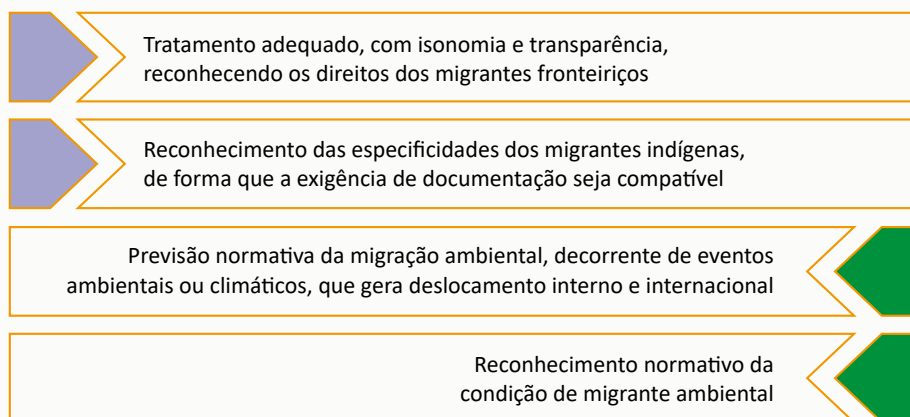 Tratamento adequado, com isonomia e transparência,
reconhecendo os direitos dos migrantes fronteiriços
Reconhecimento das especificidades dos migrantes indígenas,
de forma que a exigência de documentação seja compatível
Previsão normativa da migração ambiental, decorrente de eventos
ambientais ou climáticos, que gera deslocamento interno e internacional
Reconhecimento normativo da
condição de migrante ambiental